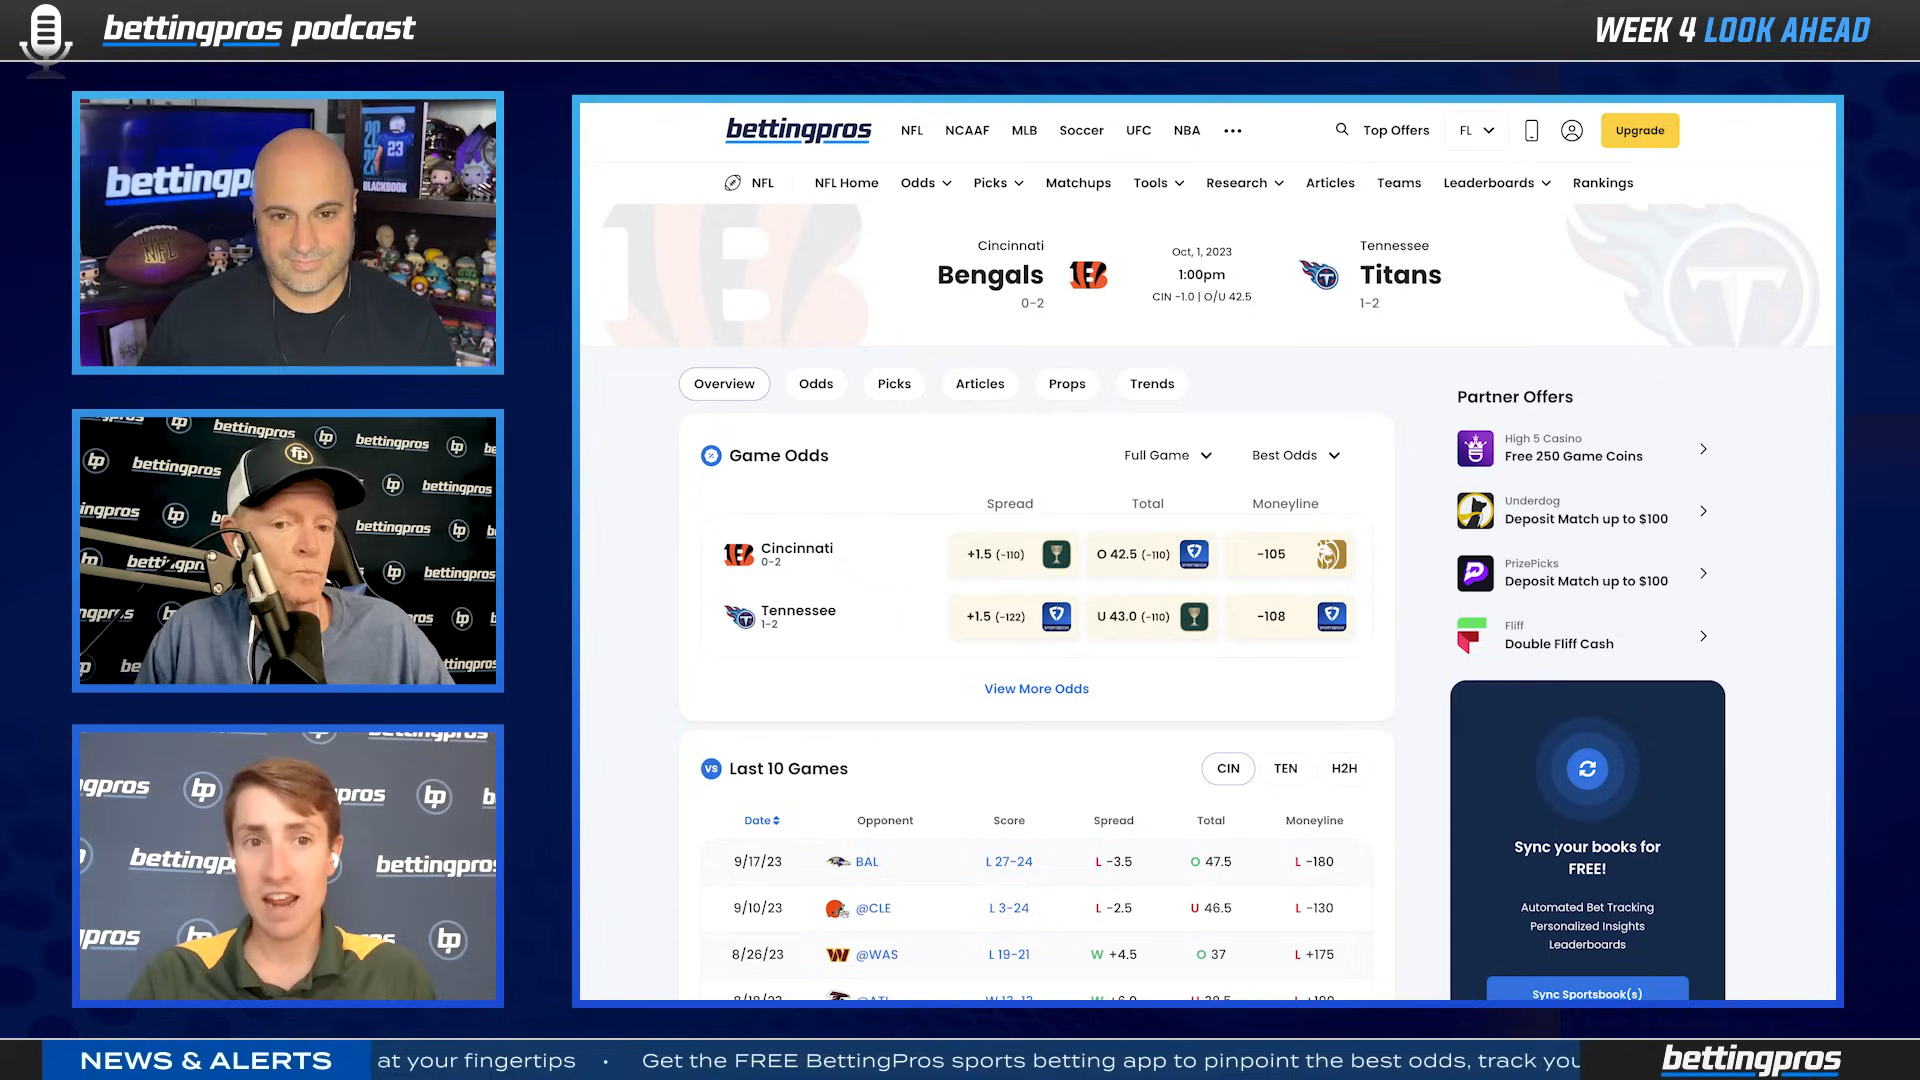 bettingpros podcast
WEEK 4 LOOK AHEAD
bettingpros NFL NCAAF MLB Soccer UFC NBA ••• Top Offers FL Upgrade
NFL NFL Home Odds Picks Matchups Tools Research Articles Teams Leaderboards Rankings
Cincinnati
Bengals
0-2
Oct, 1, 2023
1:00pm
CIN -1.0 | O/U 42.5
Tennessee
Titans
1-2
Overview Odds Picks Articles Props Trends
Game Odds Full Game Best Odds
Spread Total Moneyline
Cincinnati
0-2
+1.5 (-110) O 42.5 (-110) -105
Tennessee
1-2
+1.5 (-122) U 43.0 (-110) -108
View More Odds
VS Last 10 Games CIN TEN H2H
Date Opponent Score Spread Total Moneyline
9/17/23 BAL L 27-24 L -3.5 O 47.5 L -180
9/10/23 @CLE L 3-24 L -2.5 U 46.5 L -130
8/26/23 @WAS L 19-21 W +4.5 O 37 L +175
Partner Offers
High 5 Casino
Free 250 Game Coins
Underdog
Deposit Match up to $100
PrizePicks
Deposit Match up to $100
Fliff
Double Fliff Cash
Sync your books for
FREE!
Automated Bet Tracking
Personalized Insights
Leaderboards
Sync Sportsbook(s)
NEWS & ALERTS at your fingertips • Get the FREE BettingPros sports betting app to pinpoint the best odds, track you
bettingpros